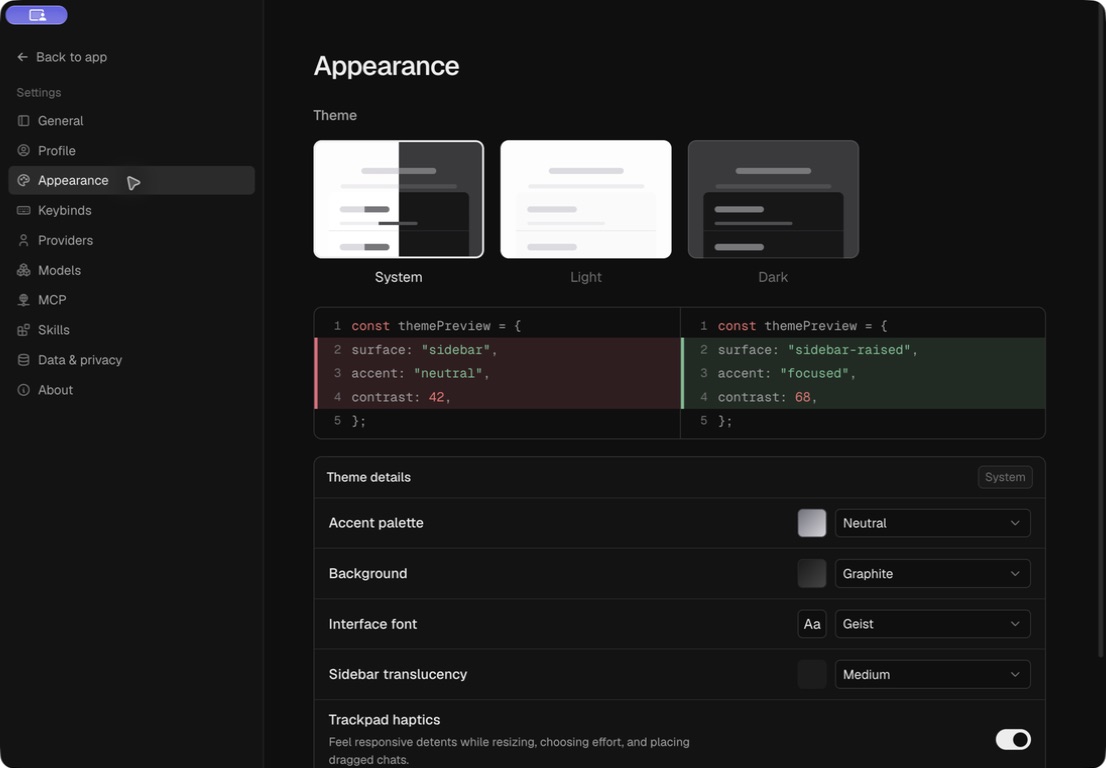 Back to app
Settings
General
Profile
Appearance
Keybinds
Providers
Models
MCP
Skills
Data & privacy
About
Appearance
Theme
System
Light
Dark
1 const themePreview = {
2 surface: "sidebar",
3 accent: "neutral",
4 contrast: 42,
5 };
1 const themePreview = {
2 surface: "sidebar-raised",
3 accent: "focused",
4 contrast: 68,
5 };
Theme details
System
Accent palette
Neutral
Background
Graphite
Interface font
Aa
Geist
Sidebar translucency
Medium
Trackpad haptics
Feel responsive detents while resizing, choosing effort, and placing
dragged chats.